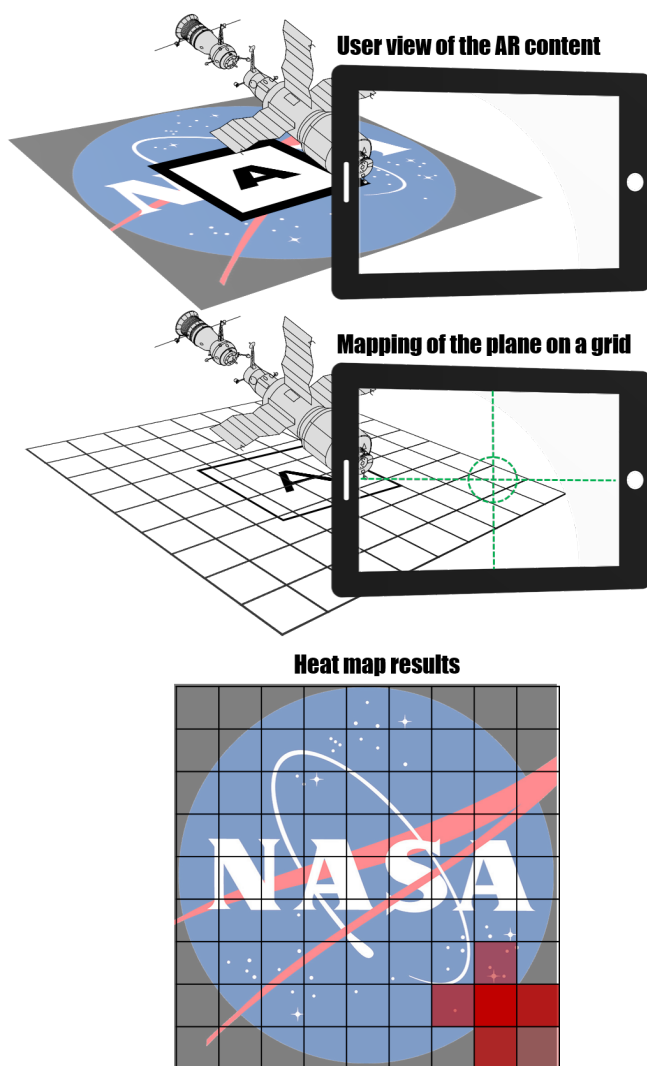 User view of the AR content
N
A
Mapping of the plane on a grid
A
Heat map results
NASA